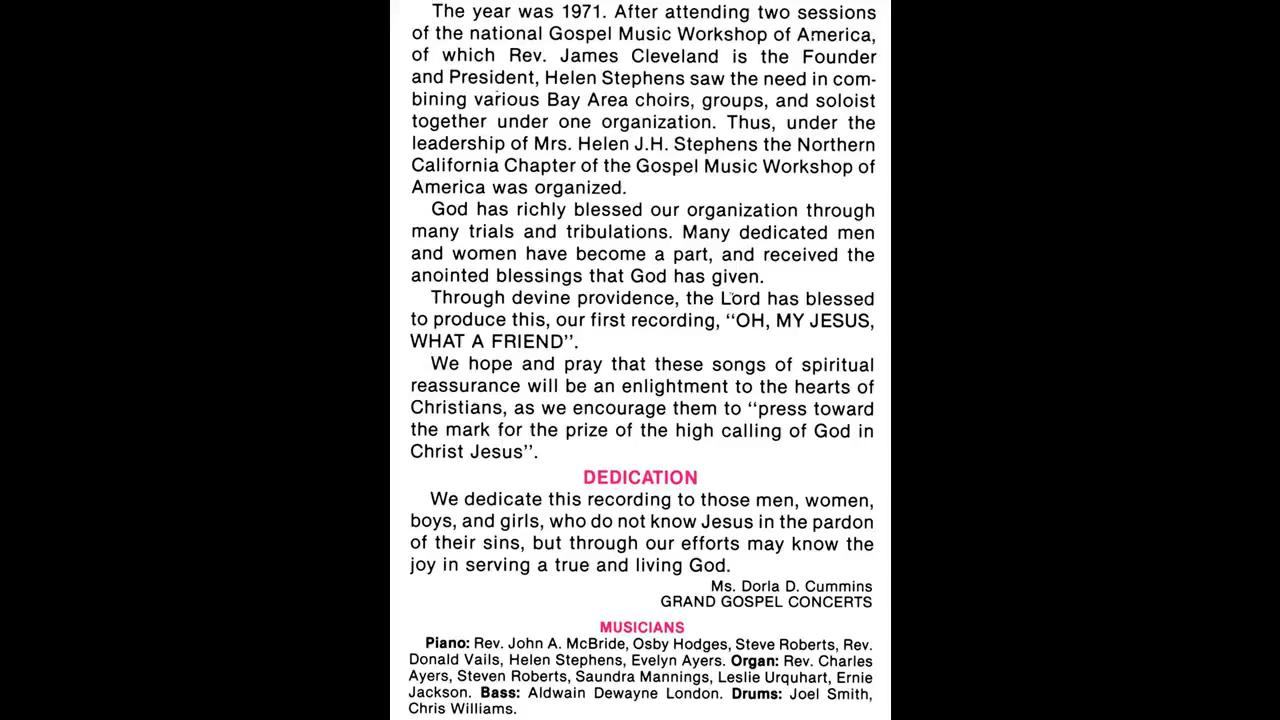 The year was 1971. After attending two sessions
of the national Gospel Music Workshop of America,
of which Rev. James Cleveland is the Founder
and President, Helen Stephens saw the need in com-
bining various Bay Area choirs, groups, and soloist
together under one organization. Thus, under the
leadership of Mrs. Helen J.H. Stephens the Northern
California Chapter of the Gospel Music Workshop of
America was organized.
God has richly blessed our organization through
many trials and tribulations. Many dedicated men
and women have become a part, and received the
anointed blessings that God has given.
Through devine providence, the Lord has blessed
to produce this, our first recording, "OH, MY JESUS,
WHAT A FRIEND".
We hope and pray that these songs of spiritual
reassurance will be an enlightment to the hearts of
Christians, as we encourage them to "press toward
the mark for the prize of the high calling of God in
Christ Jesus".
DEDICATION
We dedicate this recording to those men, women,
boys, and girls, who do not know Jesus in the pardon
of their sins, but through our efforts may know the
joy in serving a true and living God.
Ms. Dorla D. Cummins
GRAND GOSPEL CONCERTS
MUSICIANS
Piano: Rev. John A. McBride, Osby Hodges, Steve Roberts, Rev.
Donald Vails, Helen Stephens, Evelyn Ayers. Organ: Rev. Charles
Ayers, Steven Roberts, Saundra Mannings, Leslie Urquhart, Ernie
Jackson. Bass: Aldwain Dewayne London. Drums: Joel Smith,
Chris Williams.